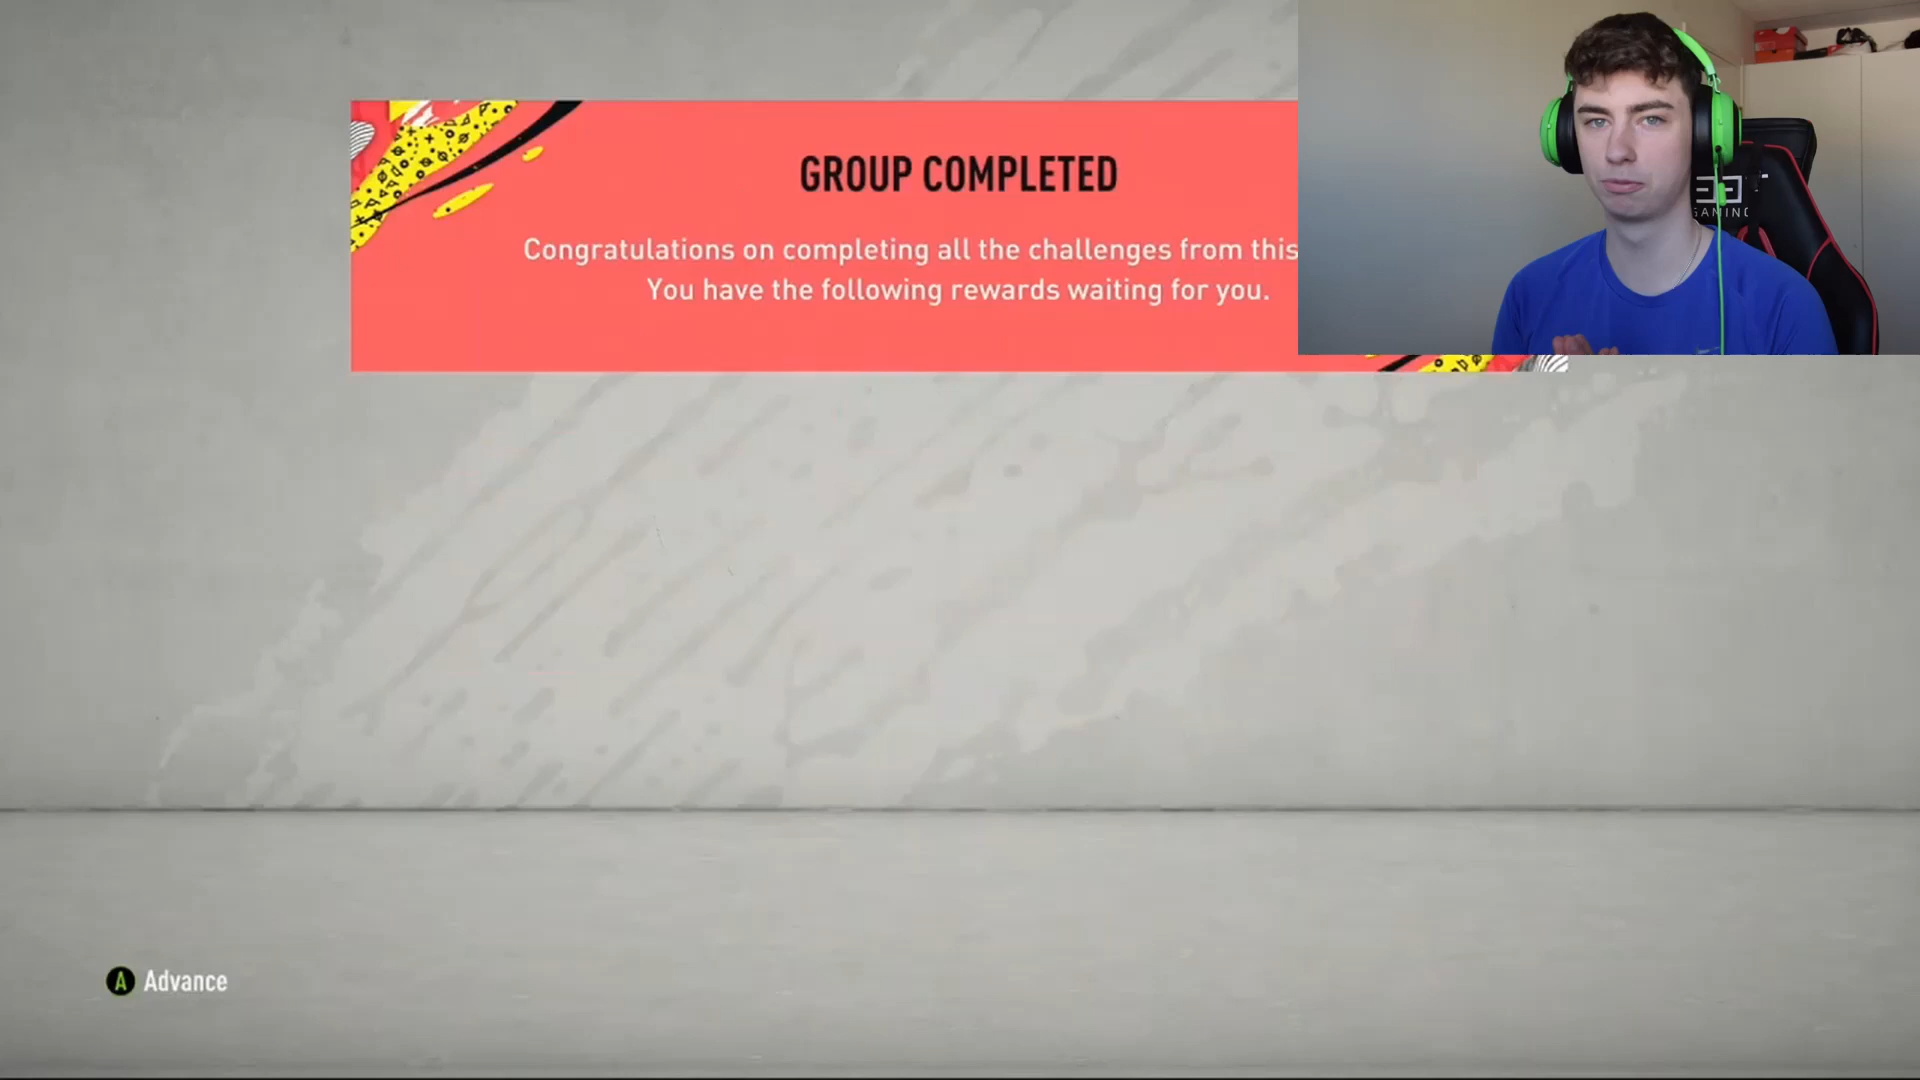 GROUP COMPLETED
Congratulations on completing all the challenges from this
You have the following rewards waiting for you.
GAMING
A Advance